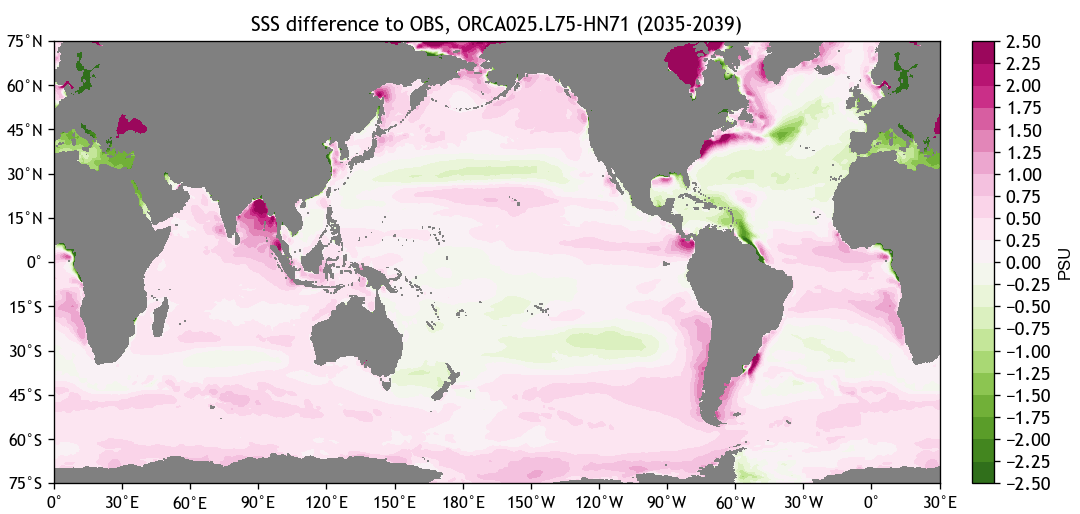 SSS difference to OBS, ORCA025.L75-HN71 (2035-2039)
75°N
60°N
45°N
30°N
15°N
0°
15°S
30°S
45°S
60°S
75°S
0°
30°E
60°E
90°E
120°E
150°E
180°E
150°W
120°W
90°W
60°W
30°W
0°
30°E
2.50
2.25
2.00
1.75
1.50
1.25
1.00
0.75
0.50
0.25
0.00
−0.25
−0.50
−0.75
−1.00
−1.25
−1.50
−1.75
−2.00
−2.25
−2.50
PSU